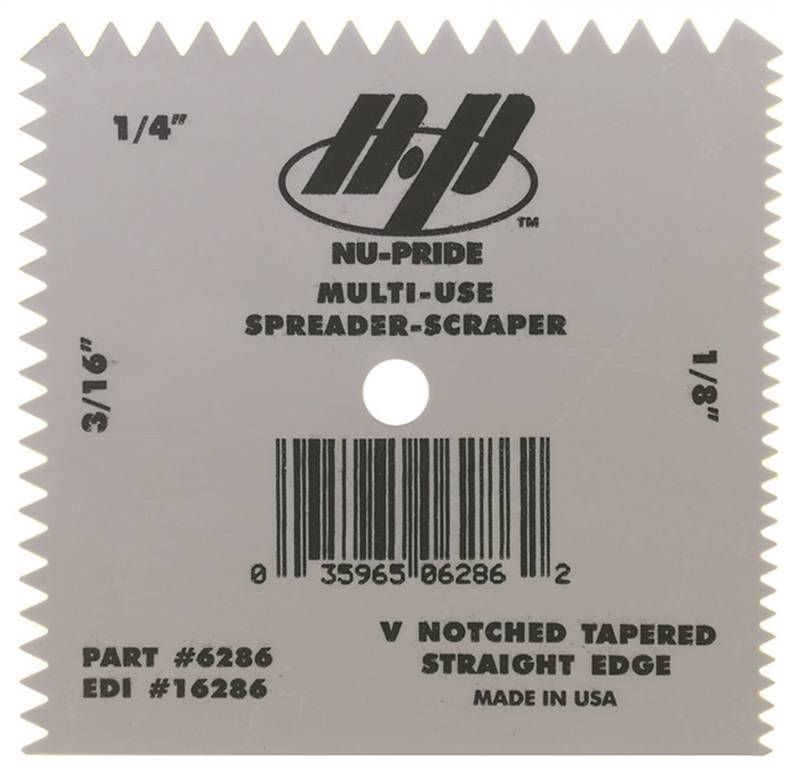 1/4"
N·P
TM
NU-PRIDE
MULTI-USE
SPREADER-SCRAPER
3/16"
1/8"
0 35965 06286 2
PART #6286
EDI #16286
V NOTCHED TAPERED
STRAIGHT EDGE
MADE IN USA